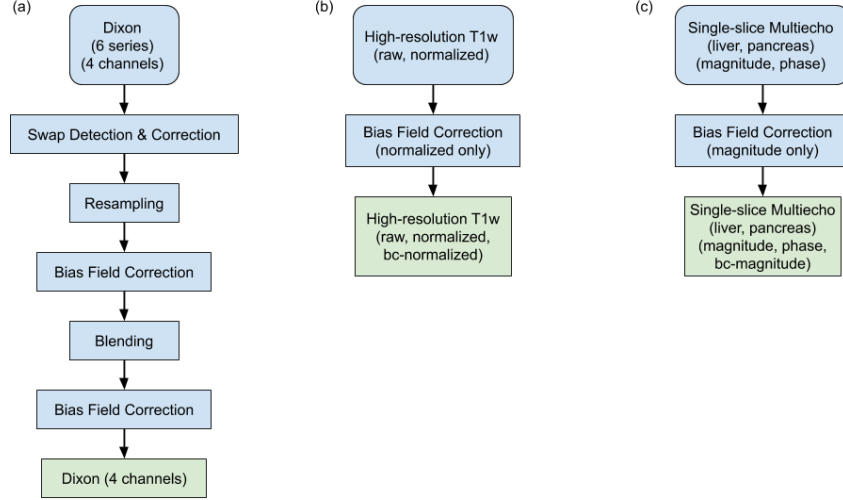 (a)
Dixon
(6 series)
(4 channels)
Swap Detection & Correction
Resampling
Bias Field Correction
Blending
Bias Field Correction
Dixon (4 channels)
(b)
High-resolution T1w
(raw, normalized)
Bias Field Correction
(normalized only)
High-resolution T1w
(raw, normalized,
bc-normalized)
(c)
Single-slice Multiecho
(liver, pancreas)
(magnitude, phase)
Bias Field Correction
(magnitude only)
Single-slice Multiecho
(liver, pancreas)
(magnitude, phase,
bc-magnitude)